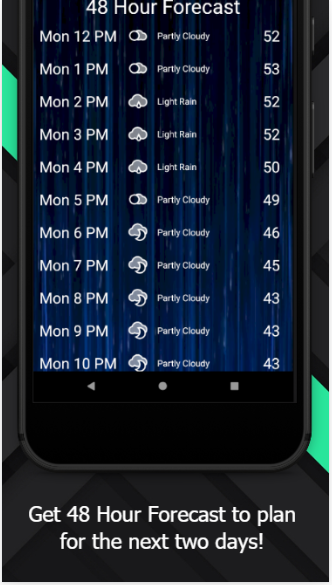 48 Hour Forecast
Mon 12 PM Partly Cloudy 52
Mon 1 PM Partly Cloudy 53
Mon 2 PM Light Rain 52
Mon 3 PM Light Rain 52
Mon 4 PM Light Rain 50
Mon 5 PM Partly Cloudy 49
Mon 6 PM Partly Cloudy 46
Mon 7 PM Partly Cloudy 45
Mon 8 PM Partly Cloudy 43
Mon 9 PM Partly Cloudy 43
Mon 10 PM Partly Cloudy 43
Get 48 Hour Forecast to plan
for the next two days!